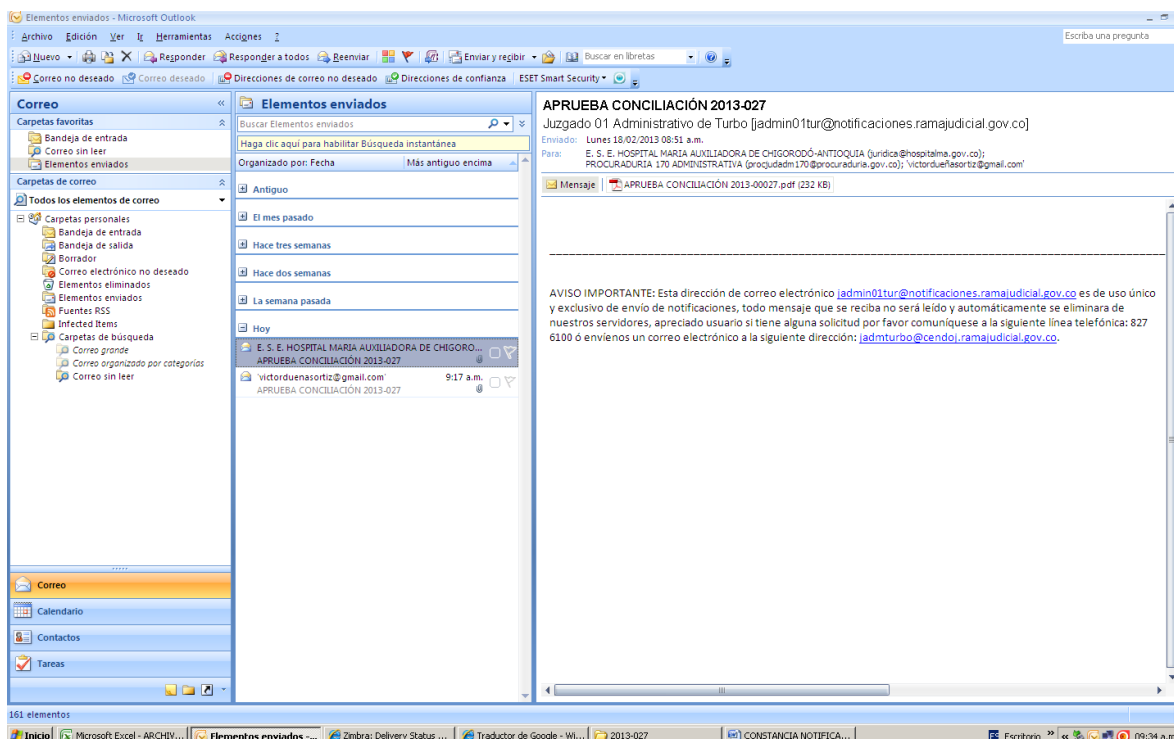 Elementos enviados - Microsoft Outlook
Archivo Edición Ver Ir Herramientas Acciones ?
Escriba una pregunta
Nuevo Responder Responder a todos Reenviar Enviar y recibir Buscar en libretas
Correo no deseado Correo deseado Direcciones de correo no deseado Direcciones de confianza ESET Smart Security
Correo
Carpetas favoritas
Bandeja de entrada
Correo sin leer
Elementos enviados
Carpetas de correo
Todos los elementos de correo
Carpetas personales
Bandeja de entrada
Bandeja de salida
Borrador
Correo electrónico no deseado
Elementos eliminados
Elementos enviados
Fuentes RSS
Infected Items
Carpetas de búsqueda
Correo grande
Correo organizado por categorías
Correo sin leer
Correo
Calendario
Contactos
Tareas
Elementos enviados
Buscar Elementos enviados
Haga clic aquí para habilitar Búsqueda instantánea
Organizado por: Fecha Más antiguo encima
Antiguo
El mes pasado
Hace tres semanas
Hace dos semanas
La semana pasada
Hoy
E. S. E. HOSPITAL MARIA AUXILIADORA DE CHIGORO...
APRUEBA CONCILIACIÓN 2013-027
'victorduenasortiz@gmail.com' 9:17 a.m.
APRUEBA CONCILIACIÓN 2013-027
APRUEBA CONCILIACIÓN 2013-027
Juzgado 01 Administrativo de Turbo [jadmin01tur@notificaciones.ramajudicial.gov.co]
Enviado: Lunes 18/02/2013 08:51 a.m.
Para: E. S. E. HOSPITAL MARIA AUXILIADORA DE CHIGORODÓ-ANTIOQUIA (juridica@hospitalma.gov.co);
PROCURADURIA 170 ADMINISTRATIVA (procjudadm170@procuraduria.gov.co); 'victordueñasortiz@gmail.com'
Mensaje APRUEBA CONCILIACIÓN 2013-00027.pdf (232 KB)
AVISO IMPORTANTE: Esta dirección de correo electrónico jadmin01tur@notificaciones.ramajudicial.gov.co es de uso único
y exclusivo de envío de notificaciones, todo mensaje que se reciba no será leído y automáticamente se eliminara de
nuestros servidores, apreciado usuario si tiene alguna solicitud por favor comuníquese a la siguiente línea telefónica: 827
6100 ó envíenos un correo electrónico a la siguiente dirección: jadmturbo@cendoj.ramajudicial.gov.co.
161 elementos
Inicio Microsoft Excel - ARCHIV... Elementos enviados -... Zimbra: Delivery Status ... Traductor de Google - Wi... 2013-027 CONSTANCIA NOTIFICA... ES Escritorio 09:34 a.m.